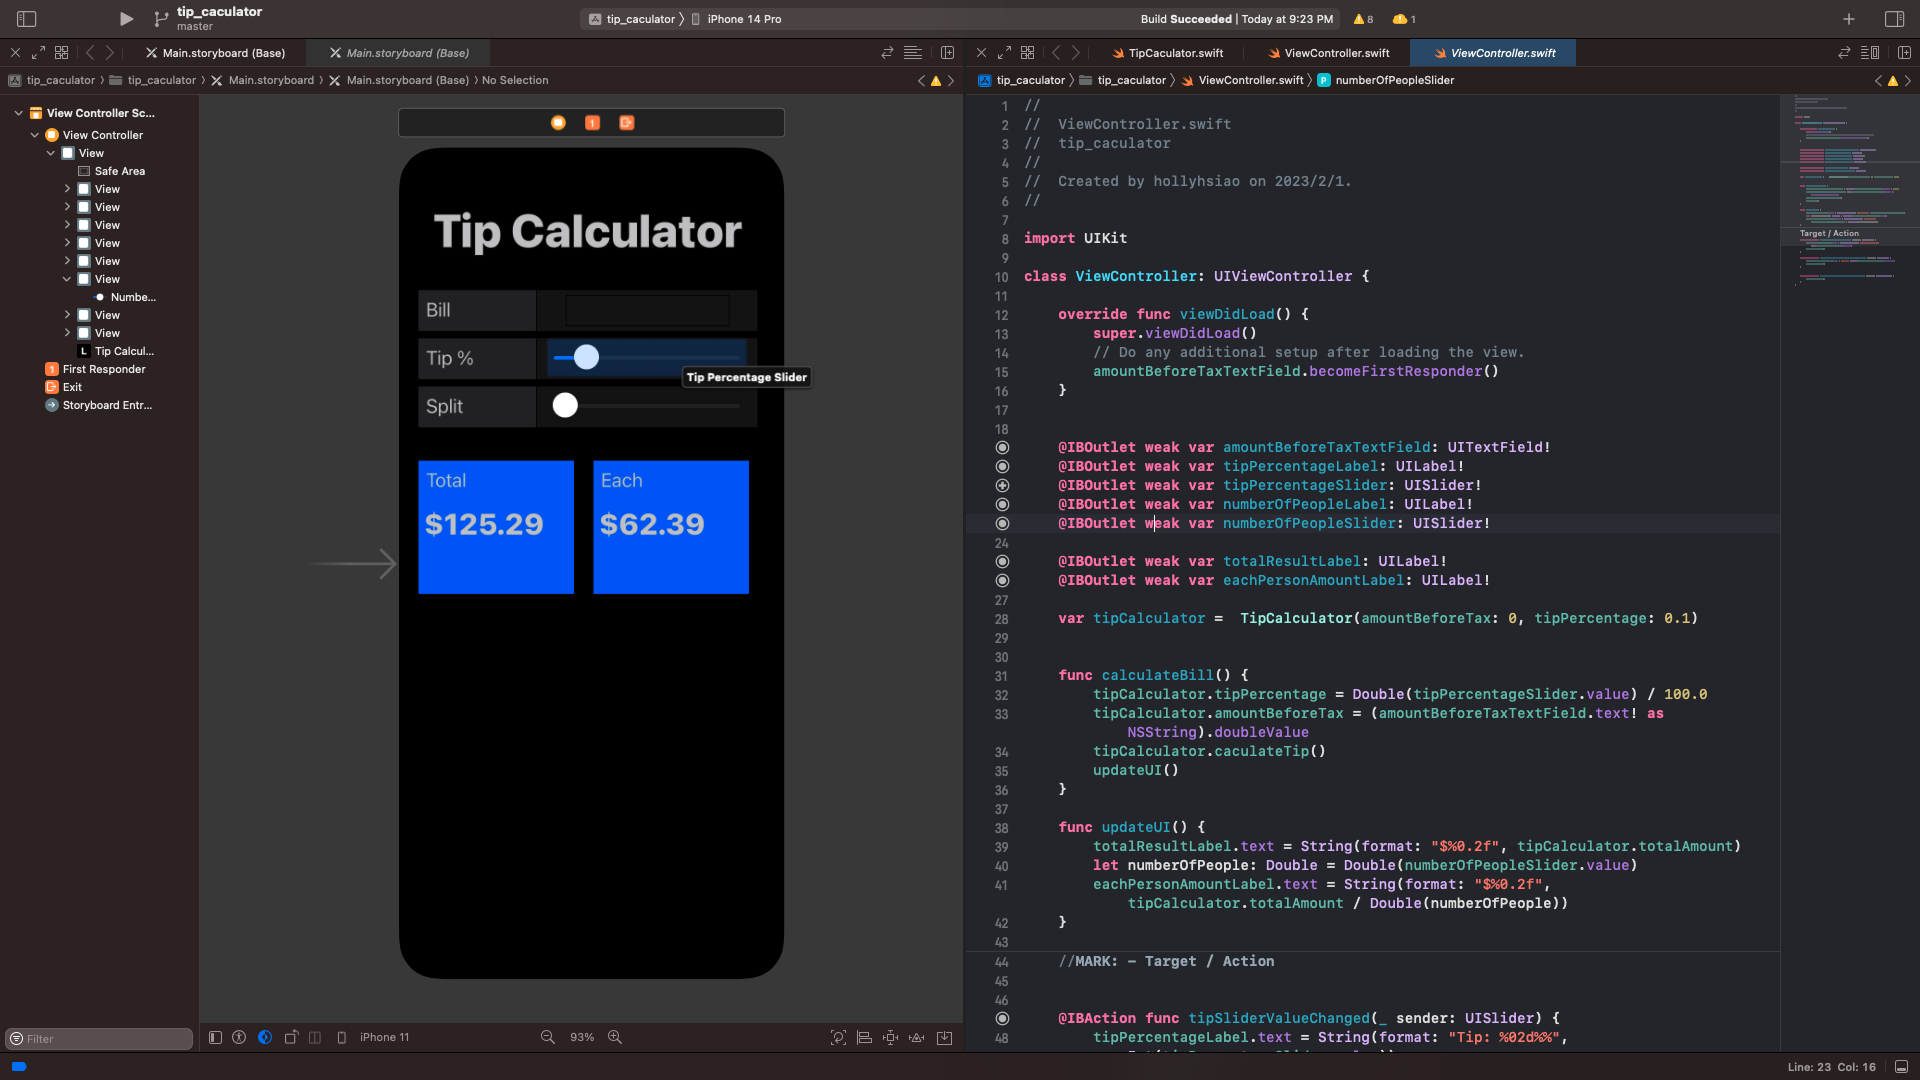 tip_caculator
master
tip_caculator 〉 iPhone 14 Pro
Build Succeeded | Today at 9:23 PM
8
1
Main.storyboard (Base)
Main.storyboard (Base)
TipCaculator.swift
ViewController.swift
ViewController.swift
tip_caculator 〉 tip_caculator 〉 Main.storyboard 〉 Main.storyboard (Base) 〉 No Selection
tip_caculator 〉 tip_caculator 〉 ViewController.swift 〉 P numberOfPeopleSlider
View Controller Sc...
View Controller
View
Safe Area
View
View
View
View
View
View
Numbe...
View
View
L Tip Calcul...
1 First Responder
Exit
Storyboard Entr...
1
Tip Calculator
Bill
Tip %
Tip Percentage Slider
Split
Total
$125.29
Each
$62.39
1 //
2 //  ViewController.swift
3 //  tip_caculator
4 //
5 //  Created by hollyhsiao on 2023/2/1.
6 //
7
8 import UIKit
9
10 class ViewController: UIViewController {
11
12     override func viewDidLoad() {
13         super.viewDidLoad()
14         // Do any additional setup after loading the view.
15         amountBeforeTaxTextField.becomeFirstResponder()
16     }
17
18
@IBOutlet weak var amountBeforeTaxTextField: UITextField!
@IBOutlet weak var tipPercentageLabel: UILabel!
@IBOutlet weak var tipPercentageSlider: UISlider!
@IBOutlet weak var numberOfPeopleLabel: UILabel!
@IBOutlet weak var numberOfPeopleSlider: UISlider!
24
@IBOutlet weak var totalResultLabel: UILabel!
@IBOutlet weak var eachPersonAmountLabel: UILabel!
27
28     var tipCalculator =  TipCalculator(amountBeforeTax: 0, tipPercentage: 0.1)
29
30
31     func calculateBill() {
32         tipCalculator.tipPercentage = Double(tipPercentageSlider.value) / 100.0
33         tipCalculator.amountBeforeTax = (amountBeforeTaxTextField.text! as
NSString).doubleValue
34         tipCalculator.caculateTip()
35         updateUI()
36     }
37
38     func updateUI() {
39         totalResultLabel.text = String(format: "$%0.2f", tipCalculator.totalAmount)
40         let numberOfPeople: Double = Double(numberOfPeopleSlider.value)
41         eachPersonAmountLabel.text = String(format: "$%0.2f",
tipCalculator.totalAmount / Double(numberOfPeople))
42     }
43
44     //MARK: - Target / Action
45
46
@IBAction func tipSliderValueChanged(_ sender: UISlider) {
48         tipPercentageLabel.text = String(format: "Tip: %02d%%",
Target / Action
Filter
iPhone 11
93%
Line: 23  Col: 16